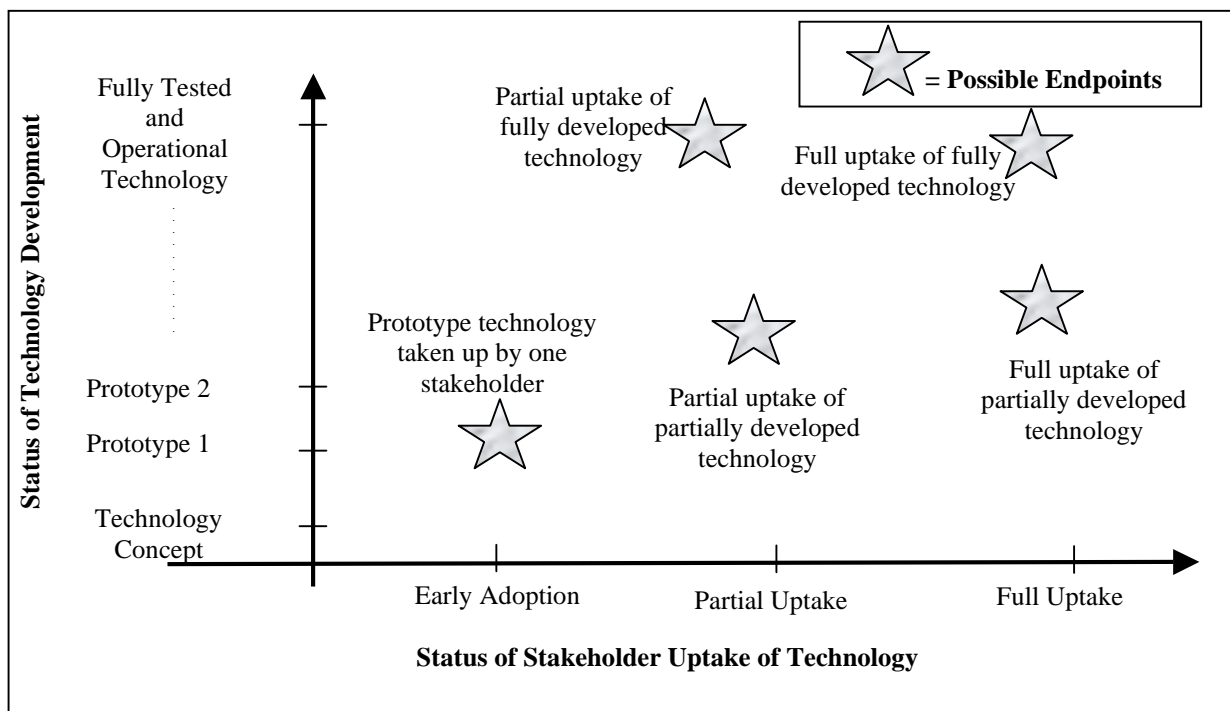 = Possible Endpoints
Fully Tested
and
Operational
Technology
Partial uptake of
fully developed
technology
Full uptake of fully
developed technology
Status of Technology Development
Prototype technology
taken up by one
stakeholder
Prototype 2
Partial uptake of
partially developed
technology
Full uptake of
partially developed
technology
Prototype 1
Technology
Concept
Early Adoption
Partial Uptake
Full Uptake
Status of Stakeholder Uptake of Technology